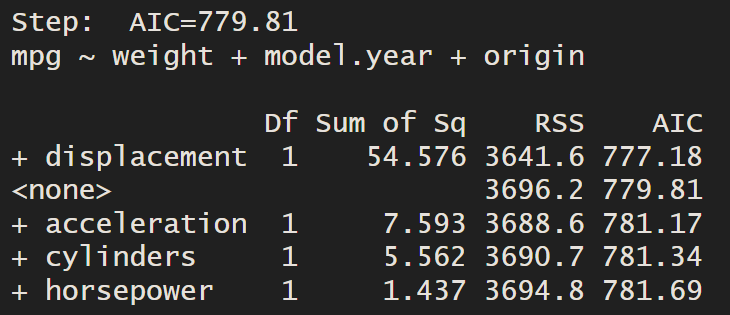 Step:  AIC=779.81
mpg ~ weight + model.year + origin

               Df Sum of Sq    RSS    AIC
+ displacement  1    54.576 3641.6 777.18
<none>                      3696.2 779.81
+ acceleration  1     7.593 3688.6 781.17
+ cylinders     1     5.562 3690.7 781.34
+ horsepower    1     1.437 3694.8 781.69